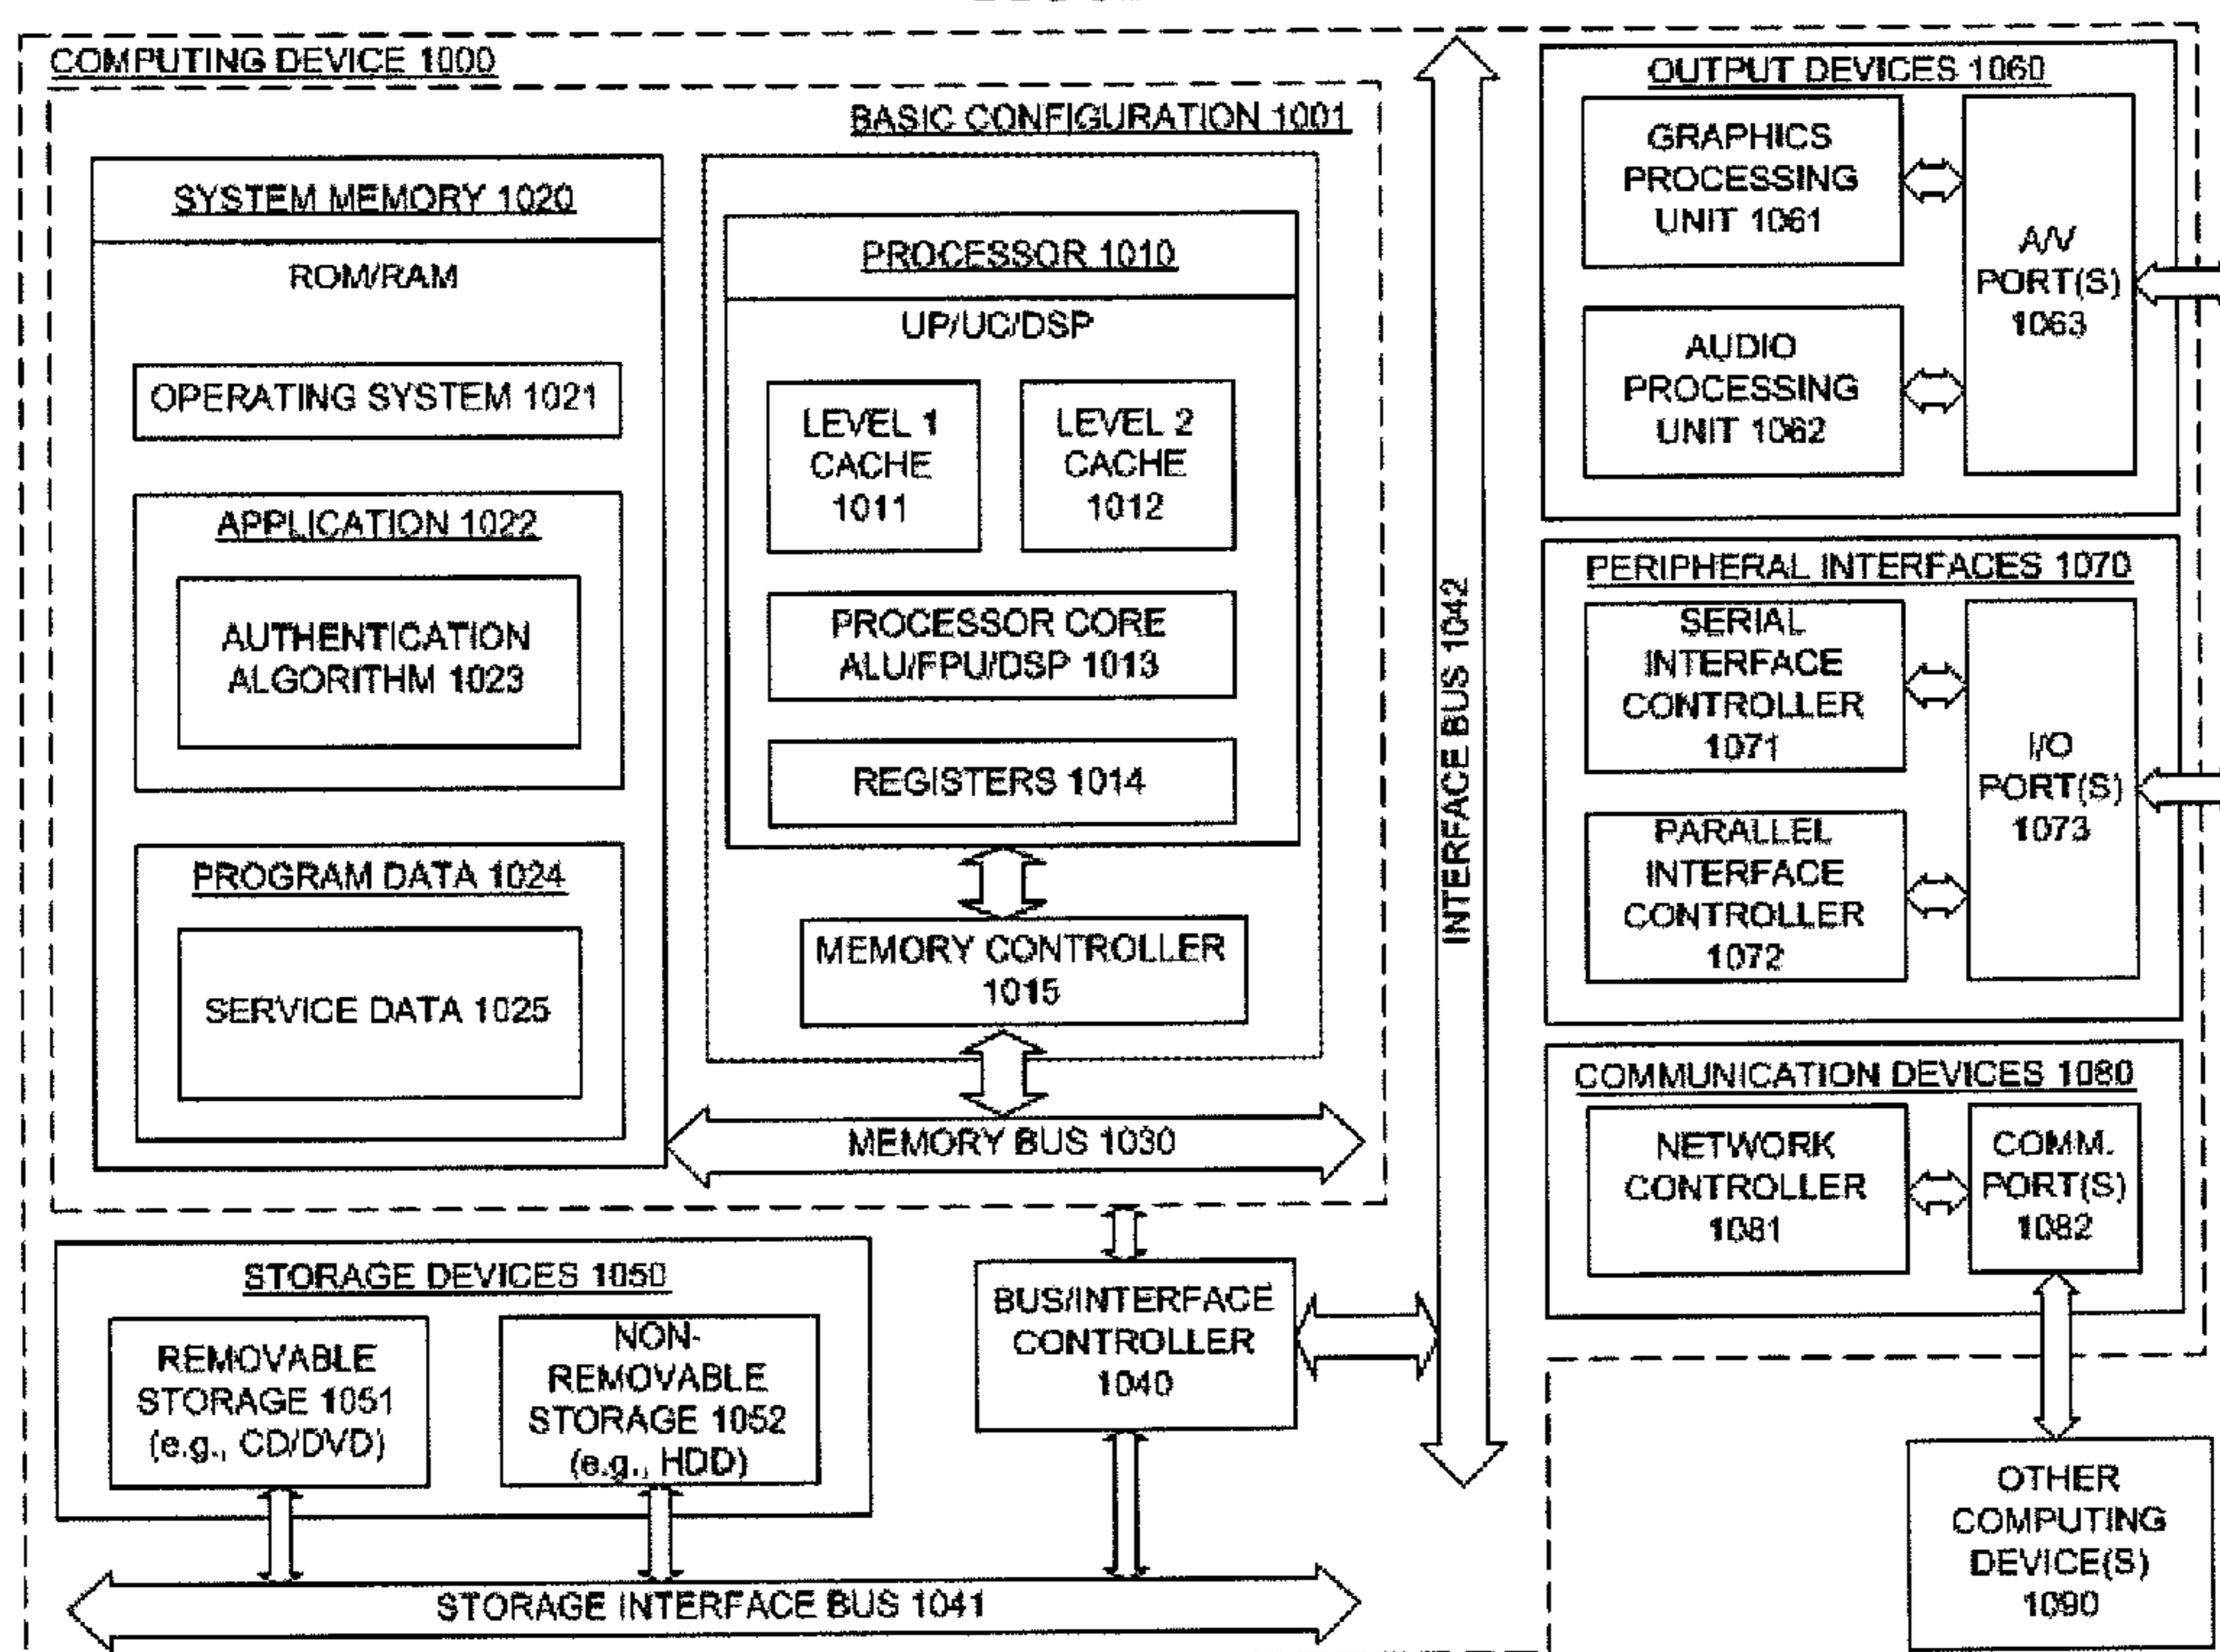 COMPUTING DEVICE 1000
BASIC CONFIGURATION 1001
SYSTEM MEMORY 1020
ROM/RAM
OPERATING SYSTEM 1021
APPLICATION 1022
AUTHENTICATION
ALGORITHM 1023
PROGRAM DATA 1024
SERVICE DATA 1025
PROCESSOR 1010
UP/UC/DSP
LEVEL 1
CACHE
1011
LEVEL 2
CACHE
1012
PROCESSOR CORE
ALU/FPU/DSP 1013
REGISTERS 1014
MEMORY CONTROLLER
1015
MEMORY BUS 1030
INTERFACE BUS 1042
OUTPUT DEVICES 1060
GRAPHICS
PROCESSING
UNIT 1061
AUDIO
PROCESSING
UNIT 1062
A/V
PORT(S)
1063
PERIPHERAL INTERFACES 1070
SERIAL
INTERFACE
CONTROLLER
1071
PARALLEL
INTERFACE
CONTROLLER
1072
I/O
PORT(S)
1073
COMMUNICATION DEVICES 1080
NETWORK
CONTROLLER
1081
COMM.
PORT(S)
1082
STORAGE DEVICES 1050
REMOVABLE
STORAGE 1051
(e.g., CD/DVD)
NON-
REMOVABLE
STORAGE 1052
(e.g., HDD)
BUS/INTERFACE
CONTROLLER
1040
STORAGE INTERFACE BUS 1041
OTHER
COMPUTING
DEVICE(S)
1090